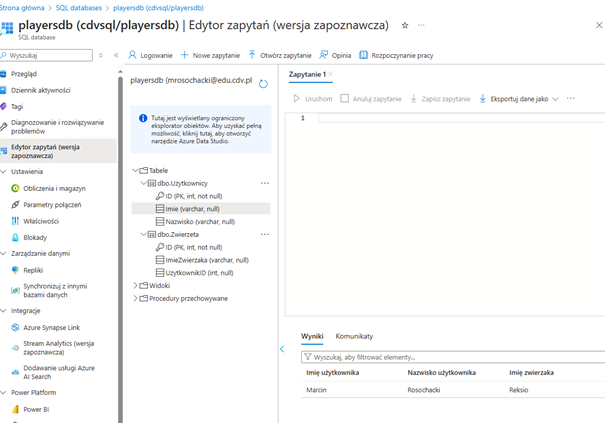 Strona główna > SQL databases > playersdb (cdvsql/playersdb)
playersdb (cdvsql/playersdb) | Edytor zapytań (wersja zapoznawcza)
SQL database
Wyszukaj
Logowanie
Nowe zapytanie
Otwórz zapytanie
Opinia
Rozpoczynanie pracy
Przegląd
Dziennik aktywności
Tagi
Diagnozowanie i rozwiązywanie
problemów
Edytor zapytań (wersja
zapoznawcza)
Ustawienia
Obliczenia i magazyn
Parametry połączeń
Właściwości
Blokady
Zarządzanie danymi
Repliki
Synchronizuj z innymi
bazami danych
Integracje
Azure Synapse Link
Stream Analytics (wersja
zapoznawcza)
Dodawanie usługi Azure
AI Search
Power Platform
Power BI
playersdb (mrosochacki@edu.cdv.pl
Tutaj jest wyświetlany ograniczony
eksplorator obiektów. Aby uzyskać pełną
możliwość, kliknij tutaj, aby otworzyć
narzędzie Azure Data Studio.
Tabele
dbo.Uzytkownicy
ID (PK, int, not null)
Imie (varchar, null)
Nazwisko (varchar, null)
dbo.Zwierzeta
ID (PK, int, not null)
ImieZwierzaka (varchar, null)
UzytkownikID (int, null)
Widoki
Procedury przechowywane
Zapytanie 1
Uruchom
Anuluj zapytanie
Zapisz zapytanie
Eksportuj dane jako
1
Wyniki
Komunikaty
Wyszukaj, aby filtrować elementy...
Imię użytkownika
Nazwisko użytkownika
Imię zwierzaka
Marcin
Rosochacki
Reksio